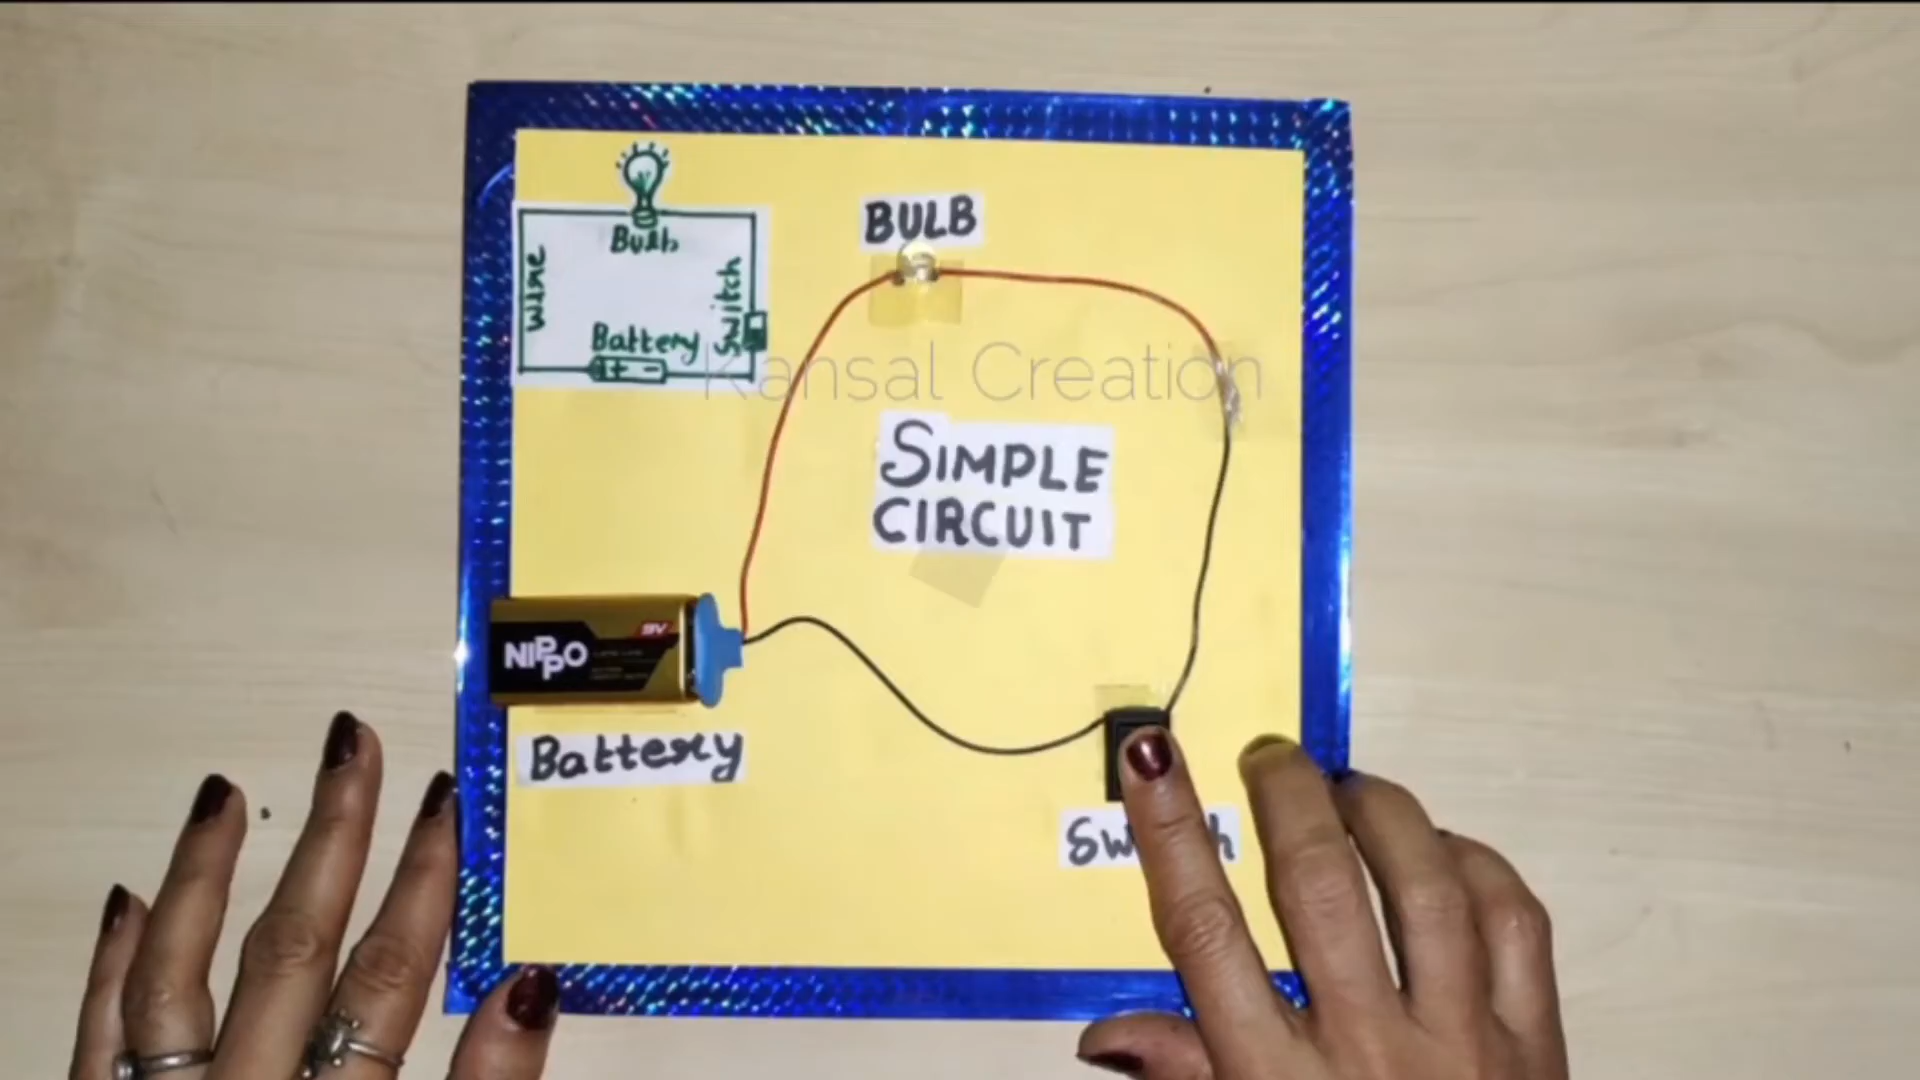 BULB
Bulb
Wire
Switch
Battery
+ -
Kansal Creation
SIMPLE
CIRCUIT
NIPPO
9V
Battery